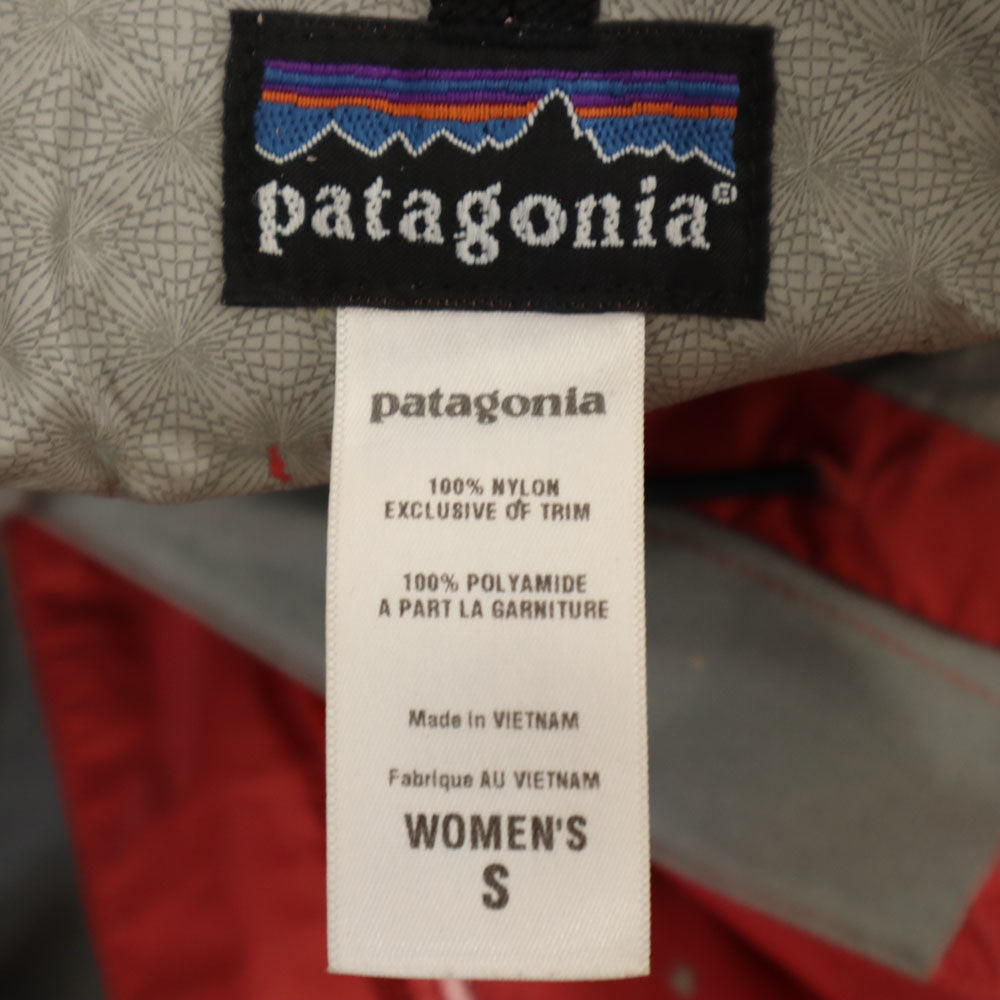 patagonia®
patagonia
100% NYLON
EXCLUSIVE OF TRIM
100% POLYAMIDE
A PART LA GARNITURE
Made in VIETNAM
Fabrique AU VIETNAM
WOMEN'S
S